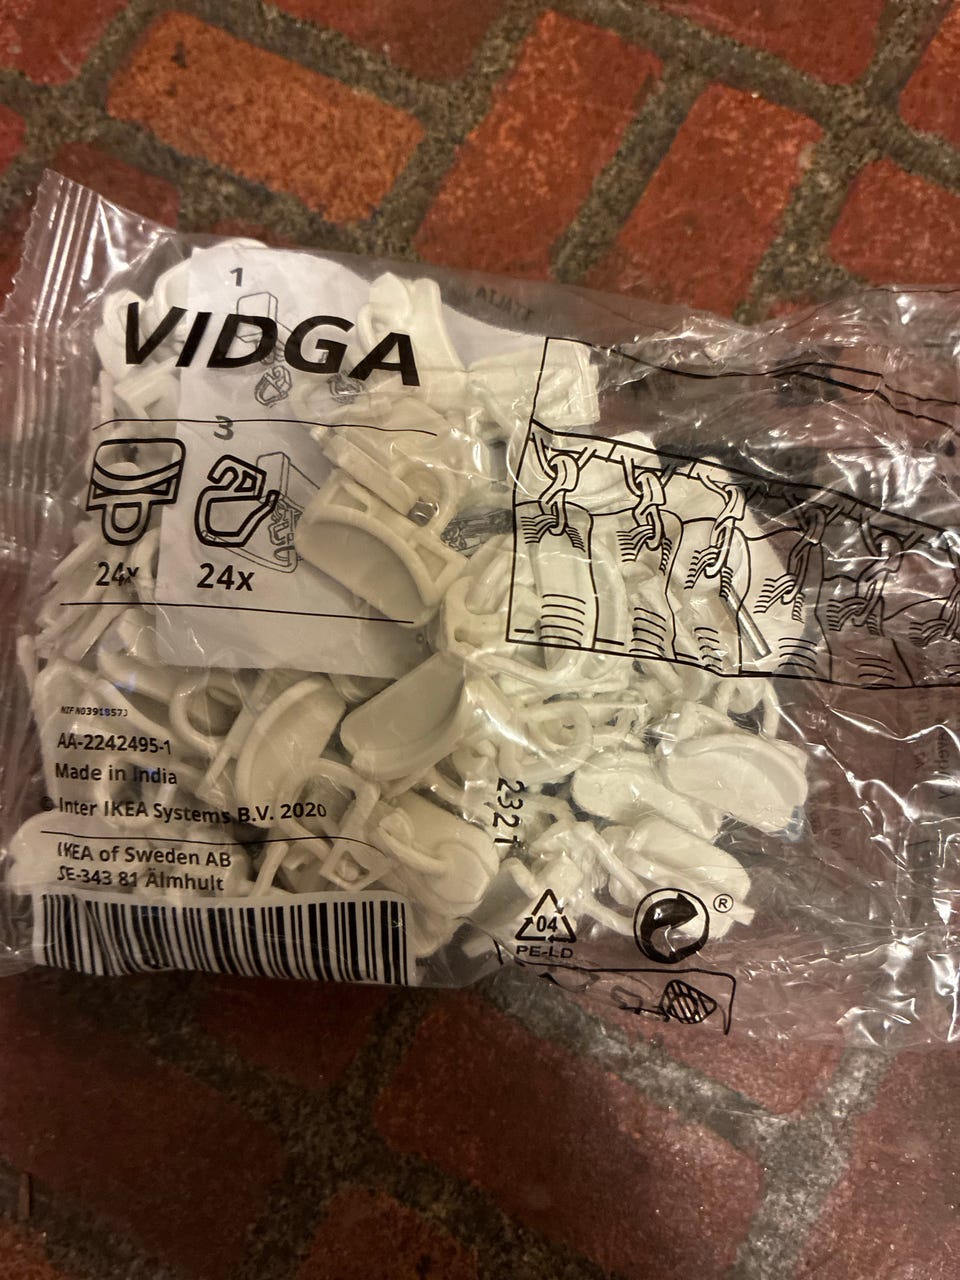 1
VIDGA
3
24x
24x
AA-2242495-1
Made in India
© Inter IKEA Systems B.V. 2020
IKEA of Sweden AB
SE-343 81 Älmhult
2321
04
PE-LD
®